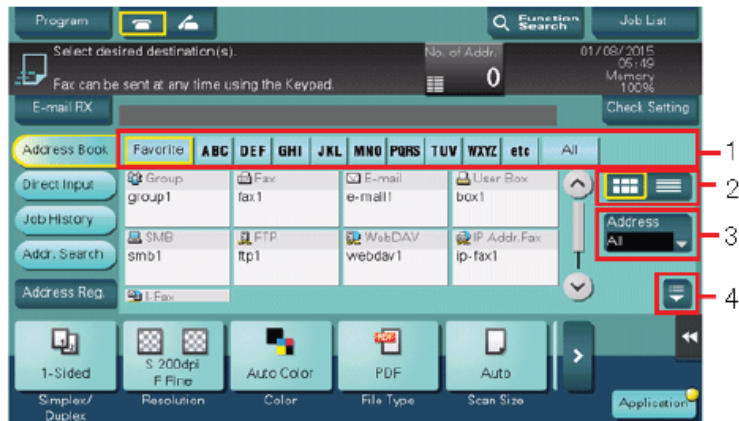 Program
Function
Search
Job List
Select desired destination(s).
No. of Addr.
01/08/2015
05:49
Fax can be sent at any time using the Keypad.
0
Memory
100%
E-mail RX
Check Setting
Address Book
Favorite ABC DEF GHI JKL MNO PQRS TUV WXYZ etc All
1
Direct Input
Group
Fax
E-mail
User Box
group1
fax1
e-mail1
box1
2
Job History
Address
All
3
Addr. Search
SMB
FTP
WebDAV
IP Addr.Fax
smb1
ftp1
webdav1
ip-fax1
Address Reg.
I-Fax
4
1-Sided
S 200dpi
F Fine
Auto Color
PDF
PDF
Auto
Simplex/
Duplex
Resolution
Color
File Type
Scan Size
Application